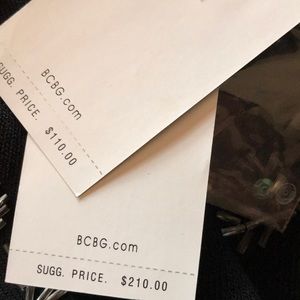 BCBG.com
SUGG. PRICE. $110.00
BCBG.com
SUGG. PRICE. $210.00